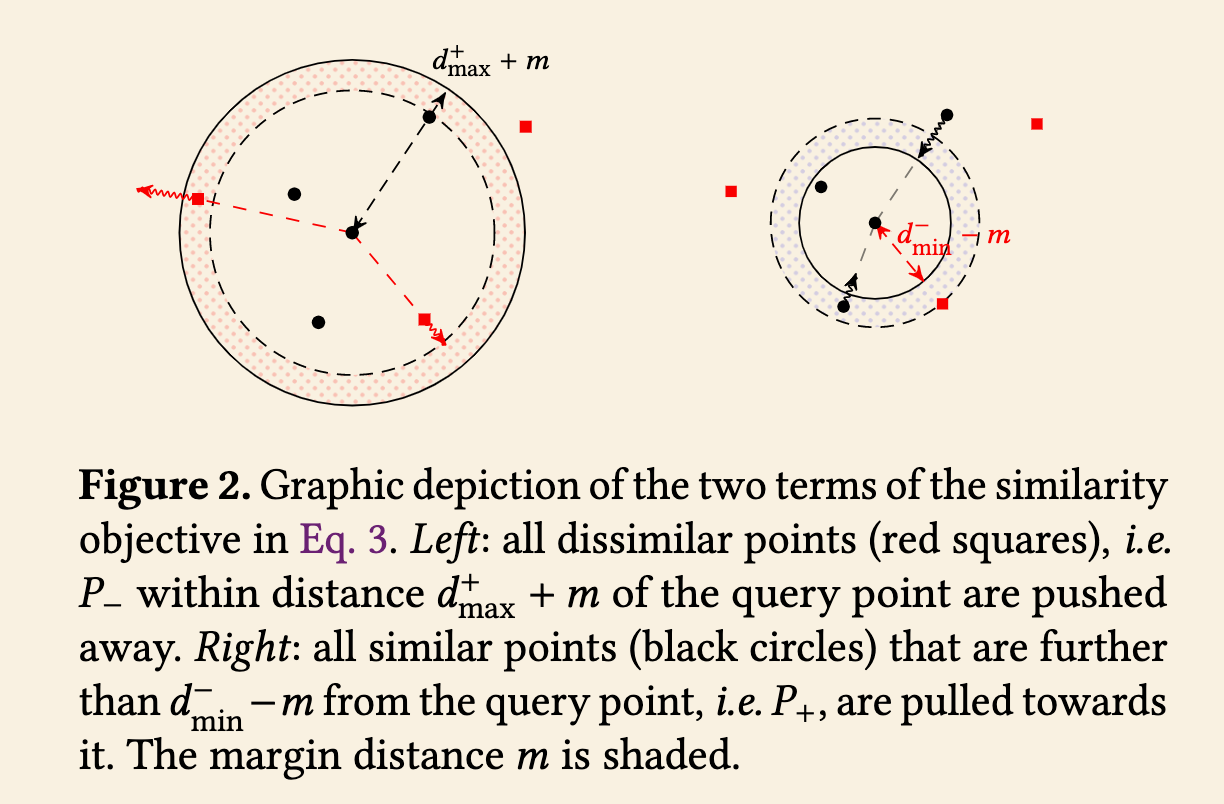 d⁺max + m
d⁻min − m
Figure 2. Graphic depiction of the two terms of the similarity
objective in Eq. 3. Left: all dissimilar points (red squares), i.e.
P₋ within distance d⁺max + m of the query point are pushed
away. Right: all similar points (black circles) that are further
than d⁻min − m from the query point, i.e. P₊, are pulled towards
it. The margin distance m is shaded.